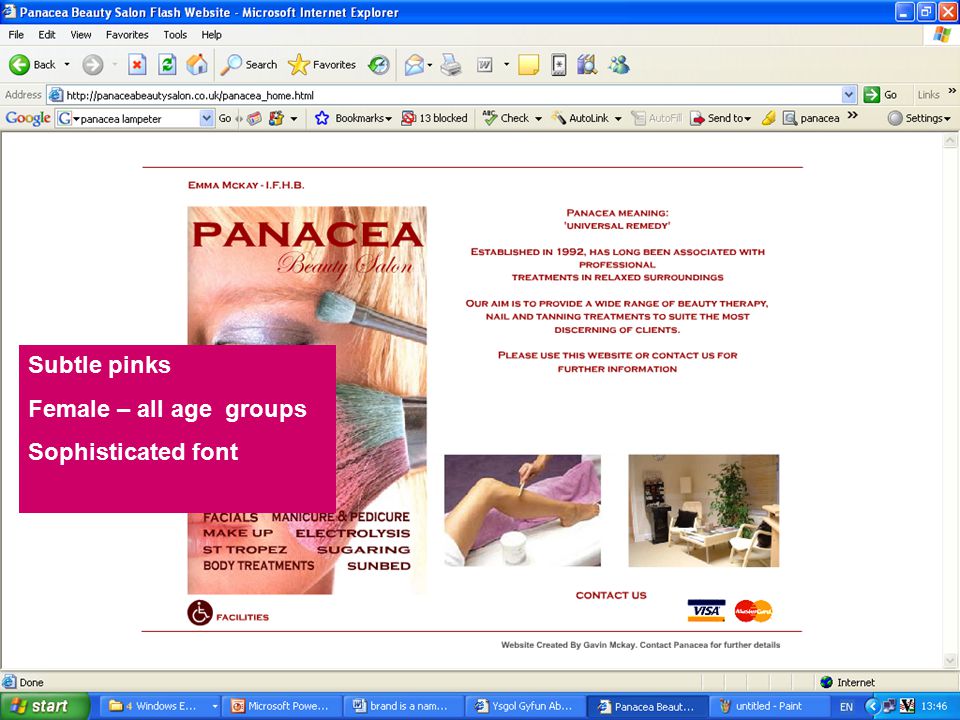 Panacea Beauty Salon Flash Website - Microsoft Internet Explorer
File Edit View Favorites Tools Help
Back Search Favorites
Address http://panaceabeautysalon.co.uk/panacea_home.html Go Links »
Google G panacea lampeter Go Bookmarks 13 blocked ABC Check AutoLink AutoFill Send to panacea » Settings
EMMA MCKAY - I.F.H.B.
PANACEA
Beauty Salon
PANACEA MEANING:
'UNIVERSAL REMEDY'
ESTABLISHED IN 1992, HAS LONG BEEN ASSOCIATED WITH
PROFESSIONAL
TREATMENTS IN RELAXED SURROUNDINGS
OUR AIM IS TO PROVIDE A WIDE RANGE OF BEAUTY THERAPY,
NAIL AND TANNING TREATMENTS TO SUITE THE MOST
DISCERNING OF CLIENTS.
PLEASE USE THIS WEBSITE OR CONTACT US FOR
FURTHER INFORMATION
Subtle pinks
Female – all age groups
Sophisticated font
FACIALS MANICURE & PEDICURE
MAKE UP ELECTROLYSIS
ST TROPEZ SUGARING
BODY TREATMENTS SUNBED
FACILITIES
CONTACT US
VISA MasterCard
Website Created By Gavin Mckay. Contact Panacea for further details
Done Internet
start 4 Windows E... Microsoft Powe... brand is a nam... Ysgol Gyfun Ab... Panacea Beaut... untitled - Paint EN 13:46